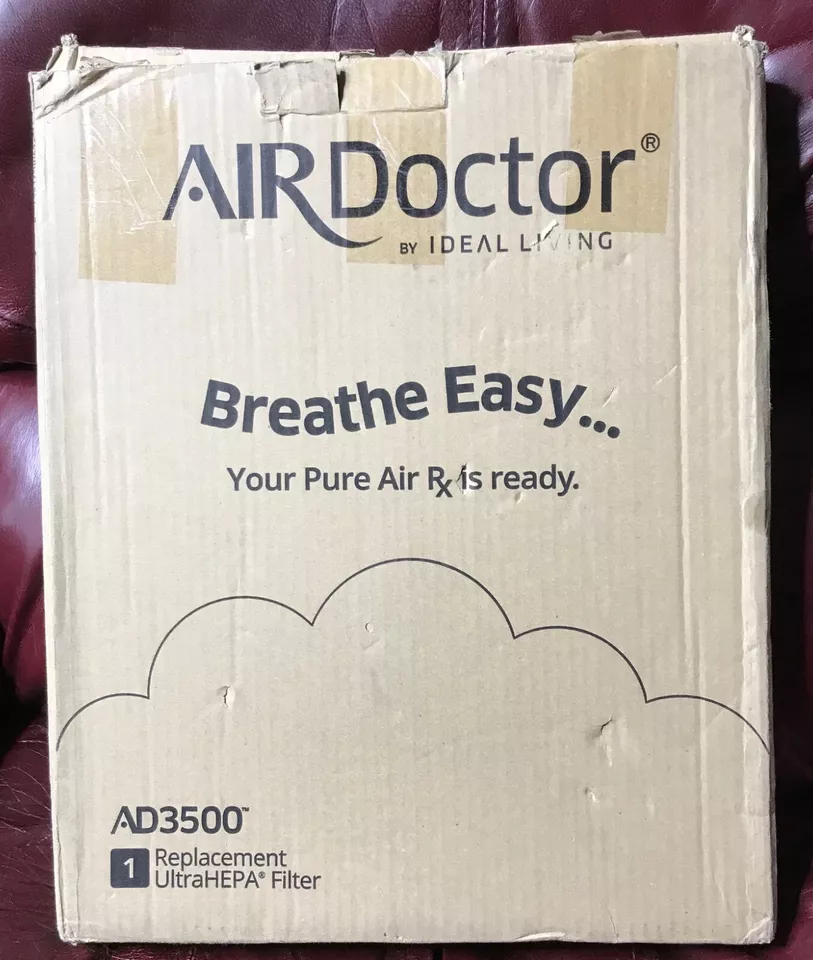 AIRDoctor®
BY IDEAL LIVING
Breathe Easy...
Your Pure Air Rx is ready.
AD3500™
1 Replacement
UltraHEPA® Filter